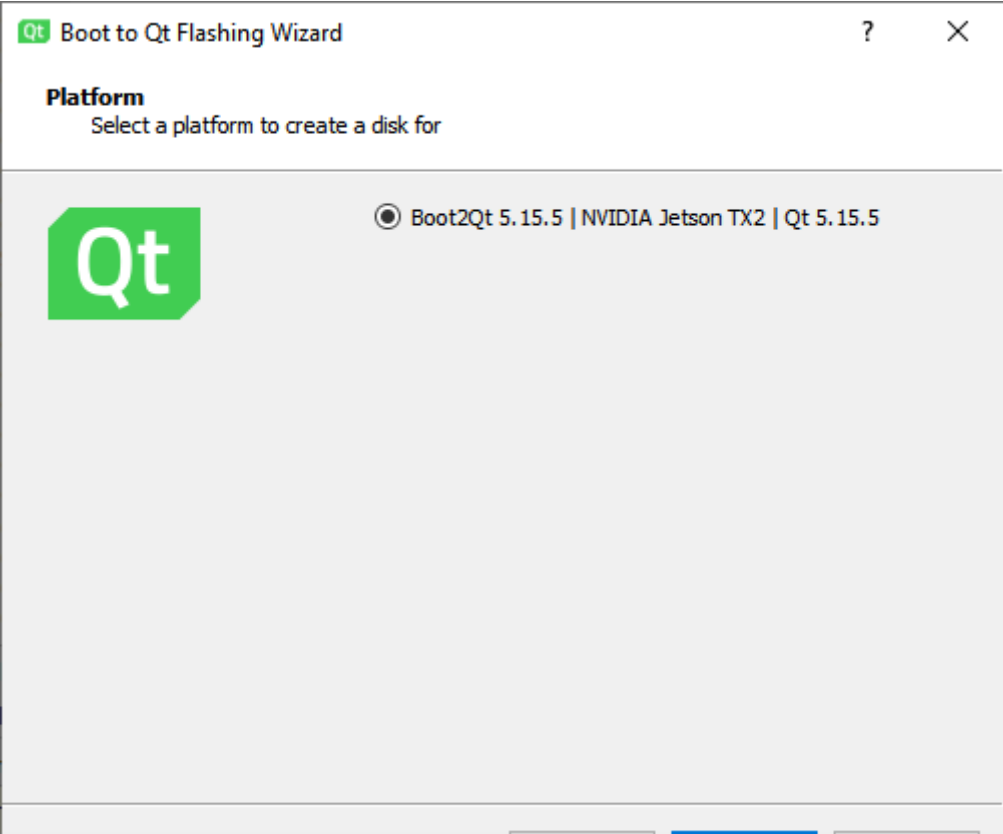 Qt Boot to Qt Flashing Wizard ?
Platform
Select a platform to create a disk for
Qt
Boot2Qt 5.15.5 | NVIDIA Jetson TX2 | Qt 5.15.5